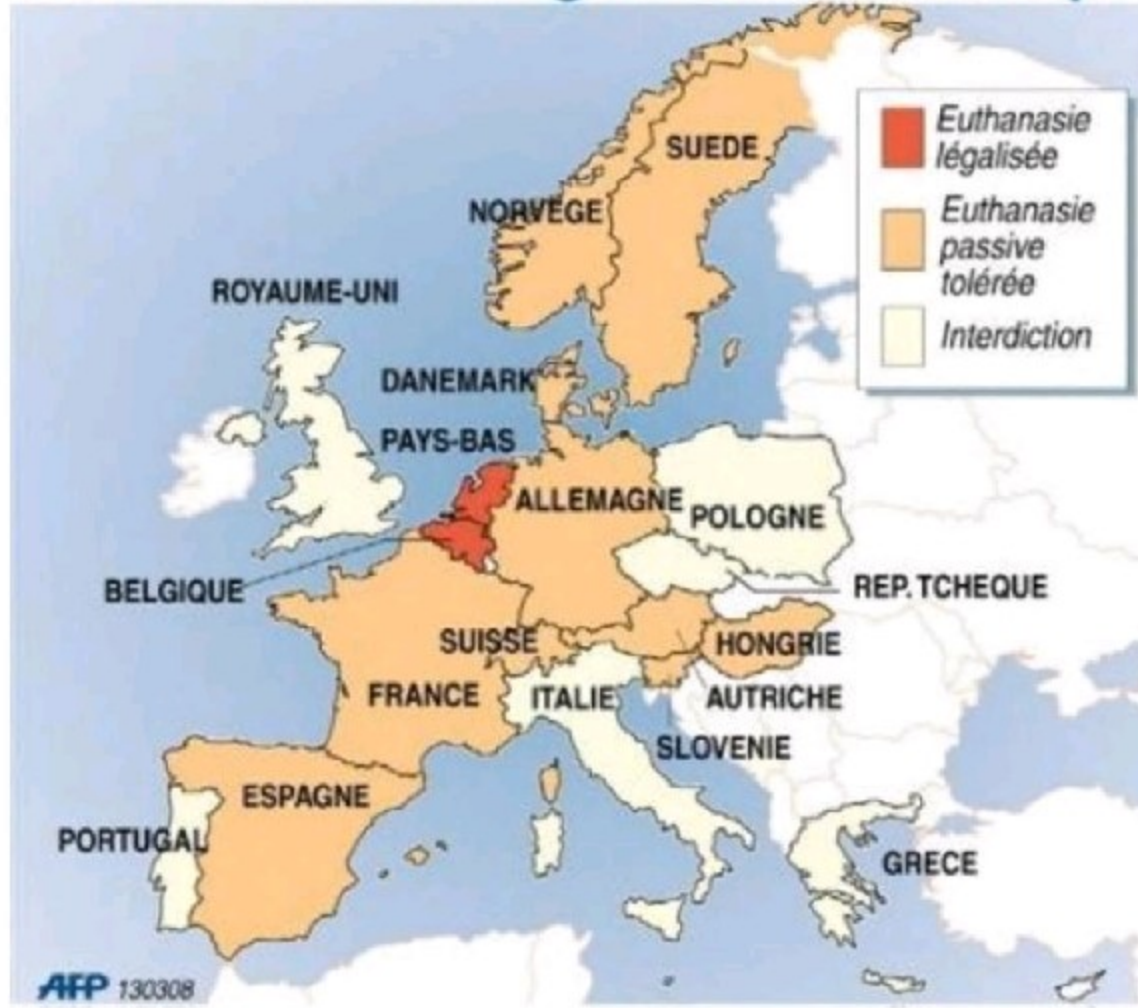 SUEDE
NORVEGE
ROYAUME-UNI
DANEMARK
PAYS-BAS
ALLEMAGNE
POLOGNE
BELGIQUE
REP. TCHEQUE
SUISSE
HONGRIE
FRANCE
ITALIE
AUTRICHE
SLOVENIE
ESPAGNE
PORTUGAL
GRECE
Euthanasie
légalisée
Euthanasie
passive
tolérée
Interdiction
AFP 130308